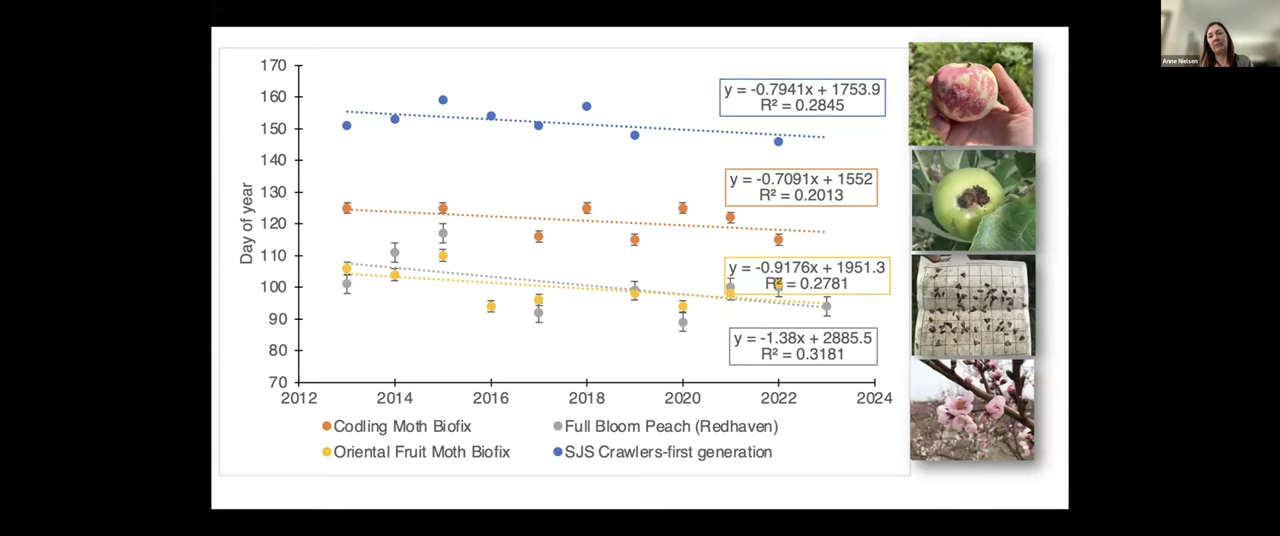 Anne Nielsen
170
160
150
140
130
120
110
100
90
80
70
Day of year
2012 2014 2016 2018 2020 2022 2024
y = -0.7941x + 1753.9
R² = 0.2845
y = -0.7091x + 1552
R² = 0.2013
y = -0.9176x + 1951.3
R² = 0.2781
y = -1.38x + 2885.5
R² = 0.3181
Codling Moth Biofix
Full Bloom Peach (Redhaven)
Oriental Fruit Moth Biofix
SJS Crawlers-first generation